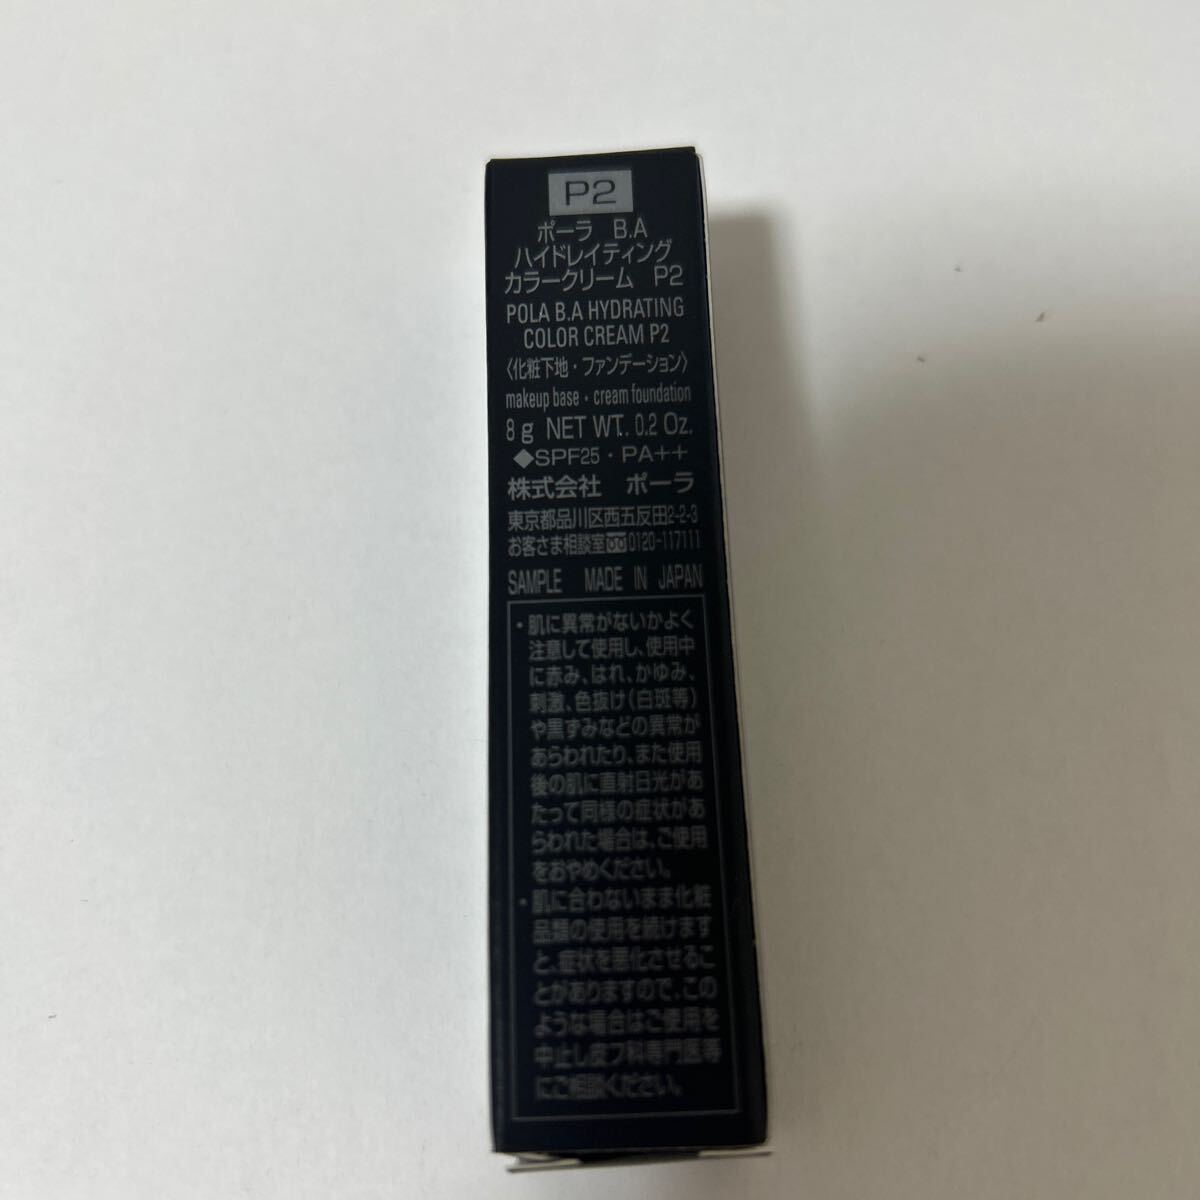 P2
ポーラ B.A
ハイドレイティング
カラークリーム P2
POLA B.A HYDRATING
COLOR CREAM P2
〈化粧下地・ファンデーション〉
makeup base・cream foundation
8g NET WT. 0.2 Oz.
◆SPF25・PA++
株式会社 ポーラ
東京都品川区西五反田2-2-3
お客さま相談室 0120-117111
SAMPLE MADE IN JAPAN
・肌に異常がないかよく
注意して使用し、使用中
に赤み、はれ、かゆみ、
刺激、色抜け(白斑等)
や黒ずみなどの異常が
あらわれたり、また使用
後の肌に直射日光があ
たって同様の症状があ
らわれた場合は、ご使用
をおやめください。
・肌に合わないまま化粧
品類の使用を続けます
と、症状を悪化させるこ
とがありますので、この
ような場合はご使用を
中止し皮フ科専門医等
にご相談ください。